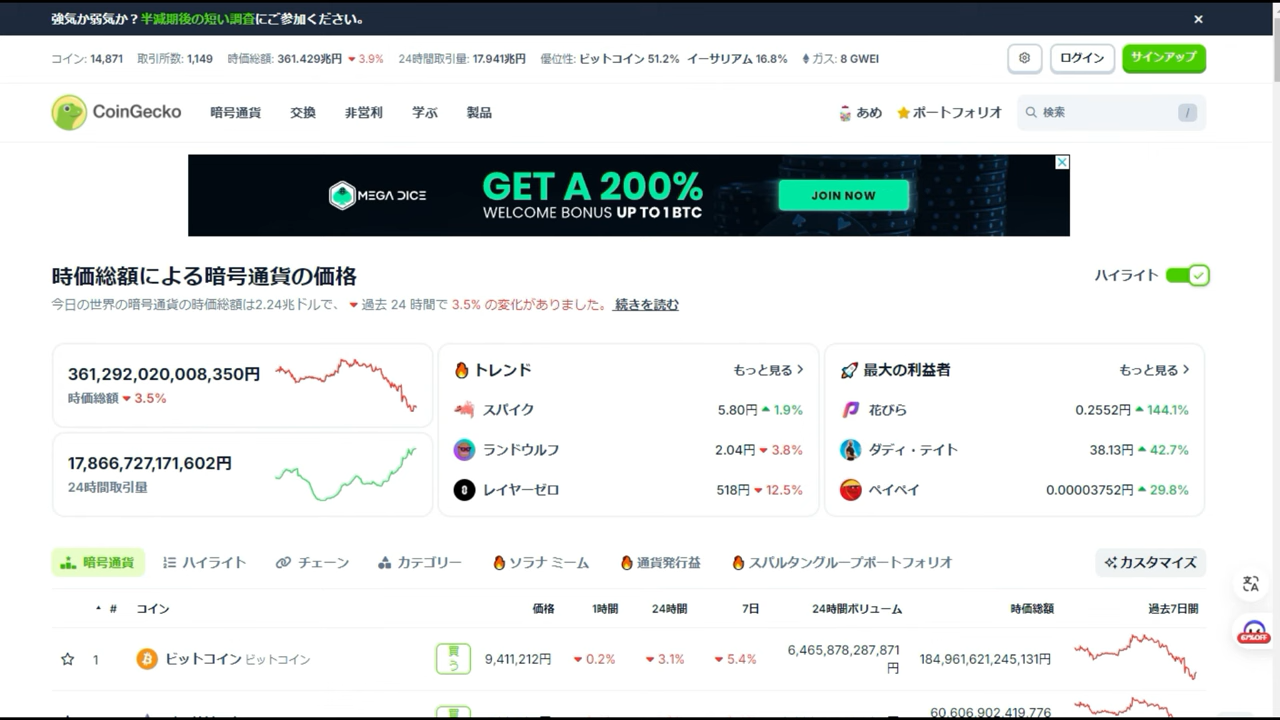 強気か弱気か？半減期後の短い調査にご参加ください。
コイン: 14,871 取引所数: 1,149 時価総額: 361.429兆円 3.9% 24時間取引量: 17.941兆円 優位性: ビットコイン 51.2% イーサリアム 16.8% ガス: 8 GWEI ログイン サインアップ
CoinGecko 暗号通貨 交換 非営利 学ぶ 製品 あめ ポートフォリオ 検索 /
MEGA DICE GET A 200% JOIN NOW
WELCOME BONUS UP TO 1 BTC
時価総額による暗号通貨の価格 ハイライト
今日の世界の暗号通貨の時価総額は2.24兆ドルで、 過去 24 時間で 3.5% の変化がありました。 続きを読む
361,292,020,008,350円
時価総額 3.5%
17,866,727,171,602円
24時間取引量
トレンド もっと見る
スパイク 5.80円 1.9%
ランドウルフ 2.04円 3.8%
レイヤーゼロ 518円 12.5%
最大の利益者 もっと見る
花びら 0.2552円 144.1%
ダディ・テイト 38.13円 42.7%
ペイペイ 0.00003752円 29.8%
暗号通貨 ハイライト チェーン カテゴリー ソラナ ミーム 通貨発行益 スパルタングループポートフォリオ カスタマイズ
# コイン 価格 1時間 24時間 7日 24時間ボリューム 時価総額 過去7日間
1 ビットコイン ビットコイン 買う 9,411,212円 0.2% 3.1% 5.4% 6,465,878,287,871円 184,961,621,245,131円
60,606,902,419,776
67%OFF